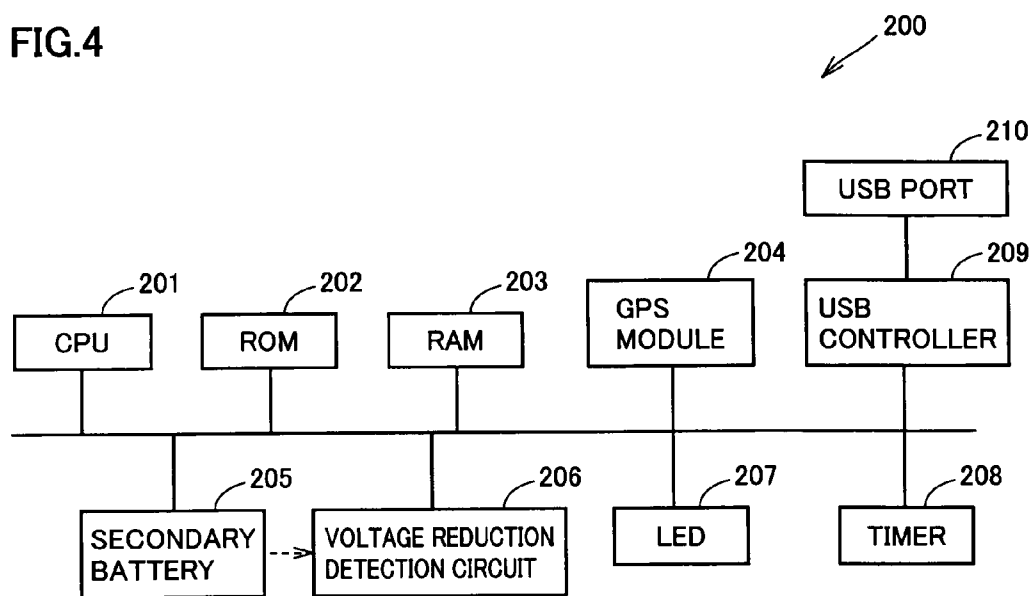 FIG.4
200
210
USB PORT
209
USB
CONTROLLER
204
GPS
MODULE
203
RAM
202
ROM
201
CPU
205
SECONDARY
BATTERY
206
VOLTAGE REDUCTION
DETECTION CIRCUIT
207
LED
208
TIMER